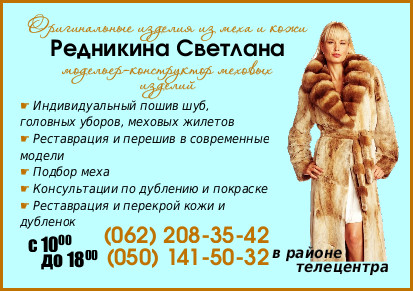 Оригинальные изделия из меха и кожи
Редникина Светлана
модельер-конструктор меховых
изделий
☛ Индивидуальный пошив шуб,
головных уборов, меховых жилетов
☛ Реставрация и перешив в современные
модели
☛ Подбор меха
☛ Консультации по дублению и покраске
☛ Реставрация и перекрой кожи и
дубленок
с 10⁰⁰
до 18⁰⁰
(062) 208-35-42
(050) 141-50-32
в районе
телецентра